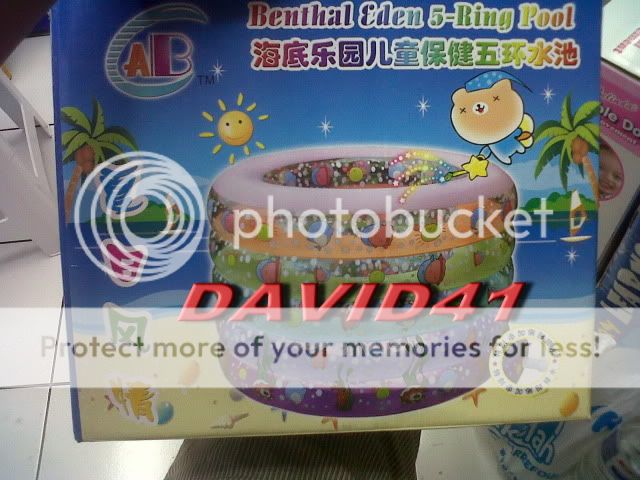 Benthal Eden 5-Ring Pool
AB
TM
海底乐园儿童保健五环水池
photobucket
DAVID41
Protect more of your memories for less!